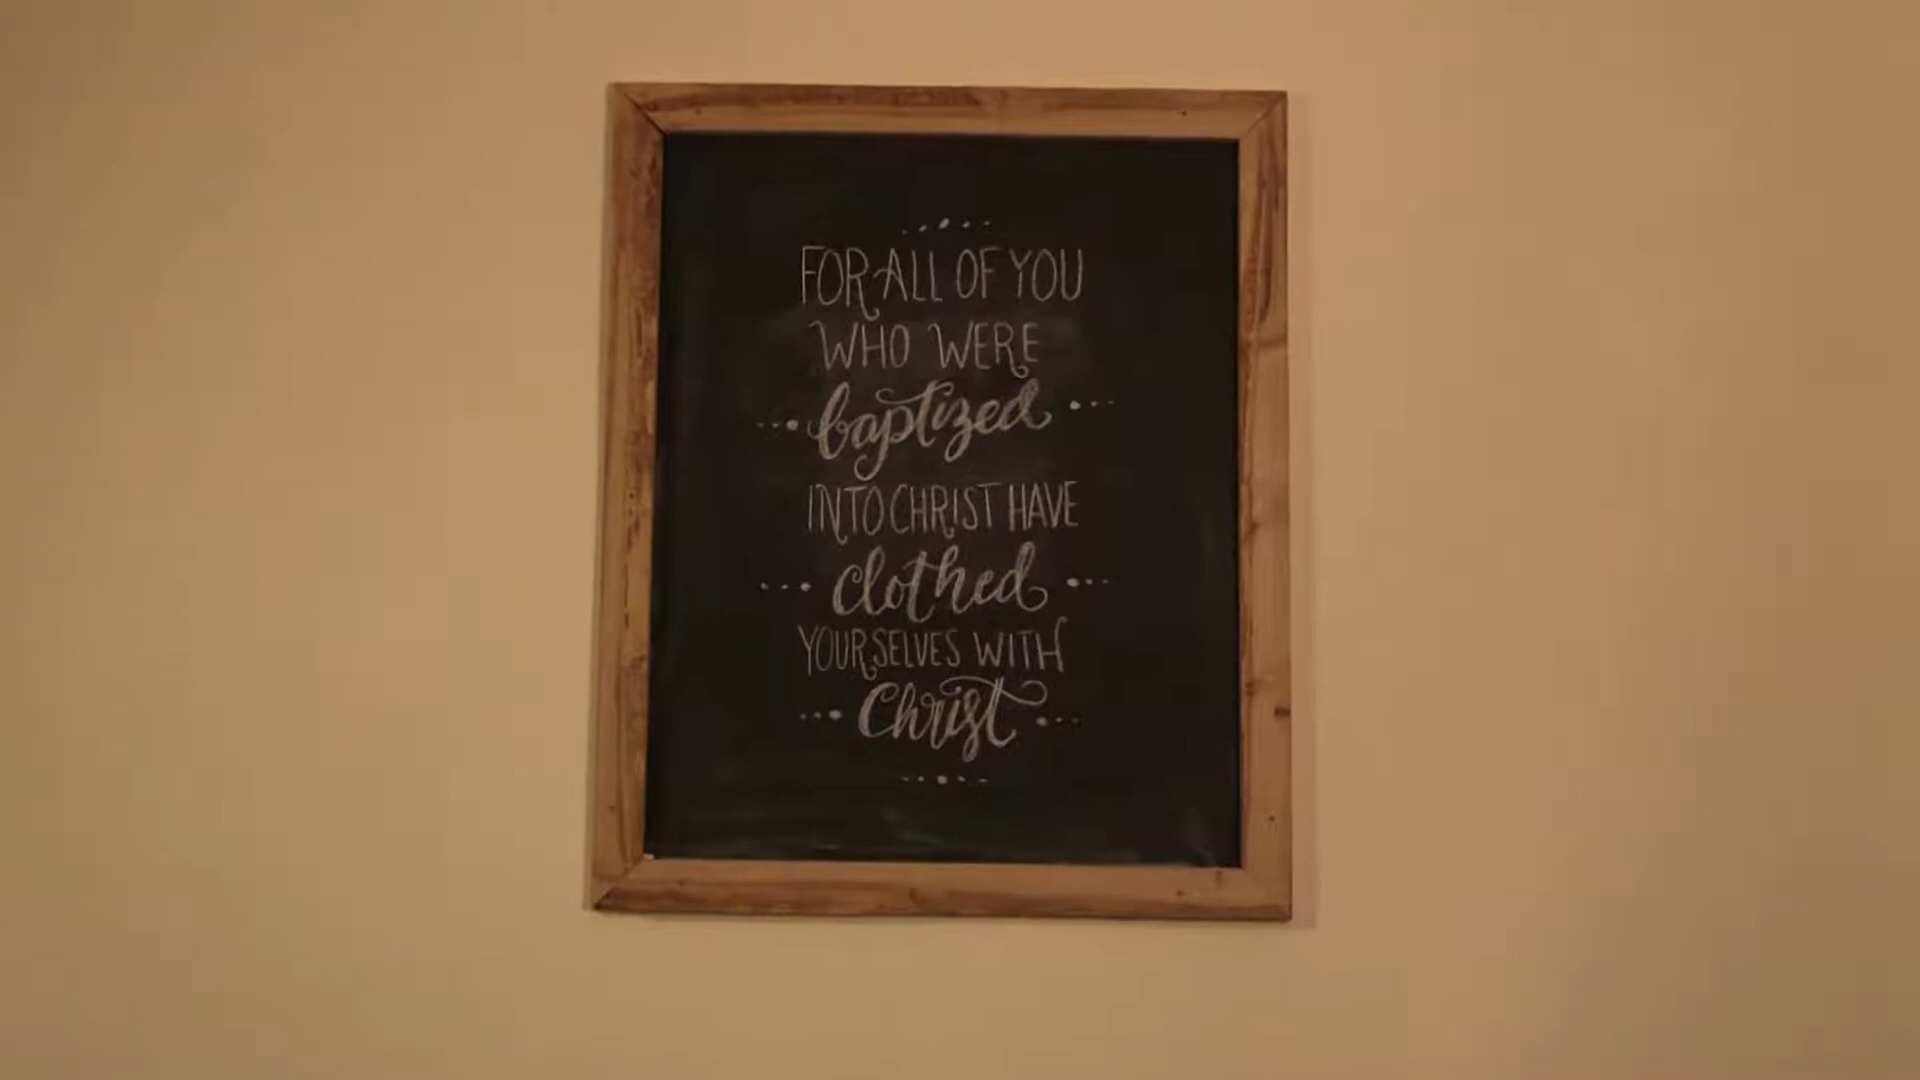 FOR ALL OF YOU
WHO WERE
baptized
INTO CHRIST HAVE
clothed
YOURSELVES WITH
Christ